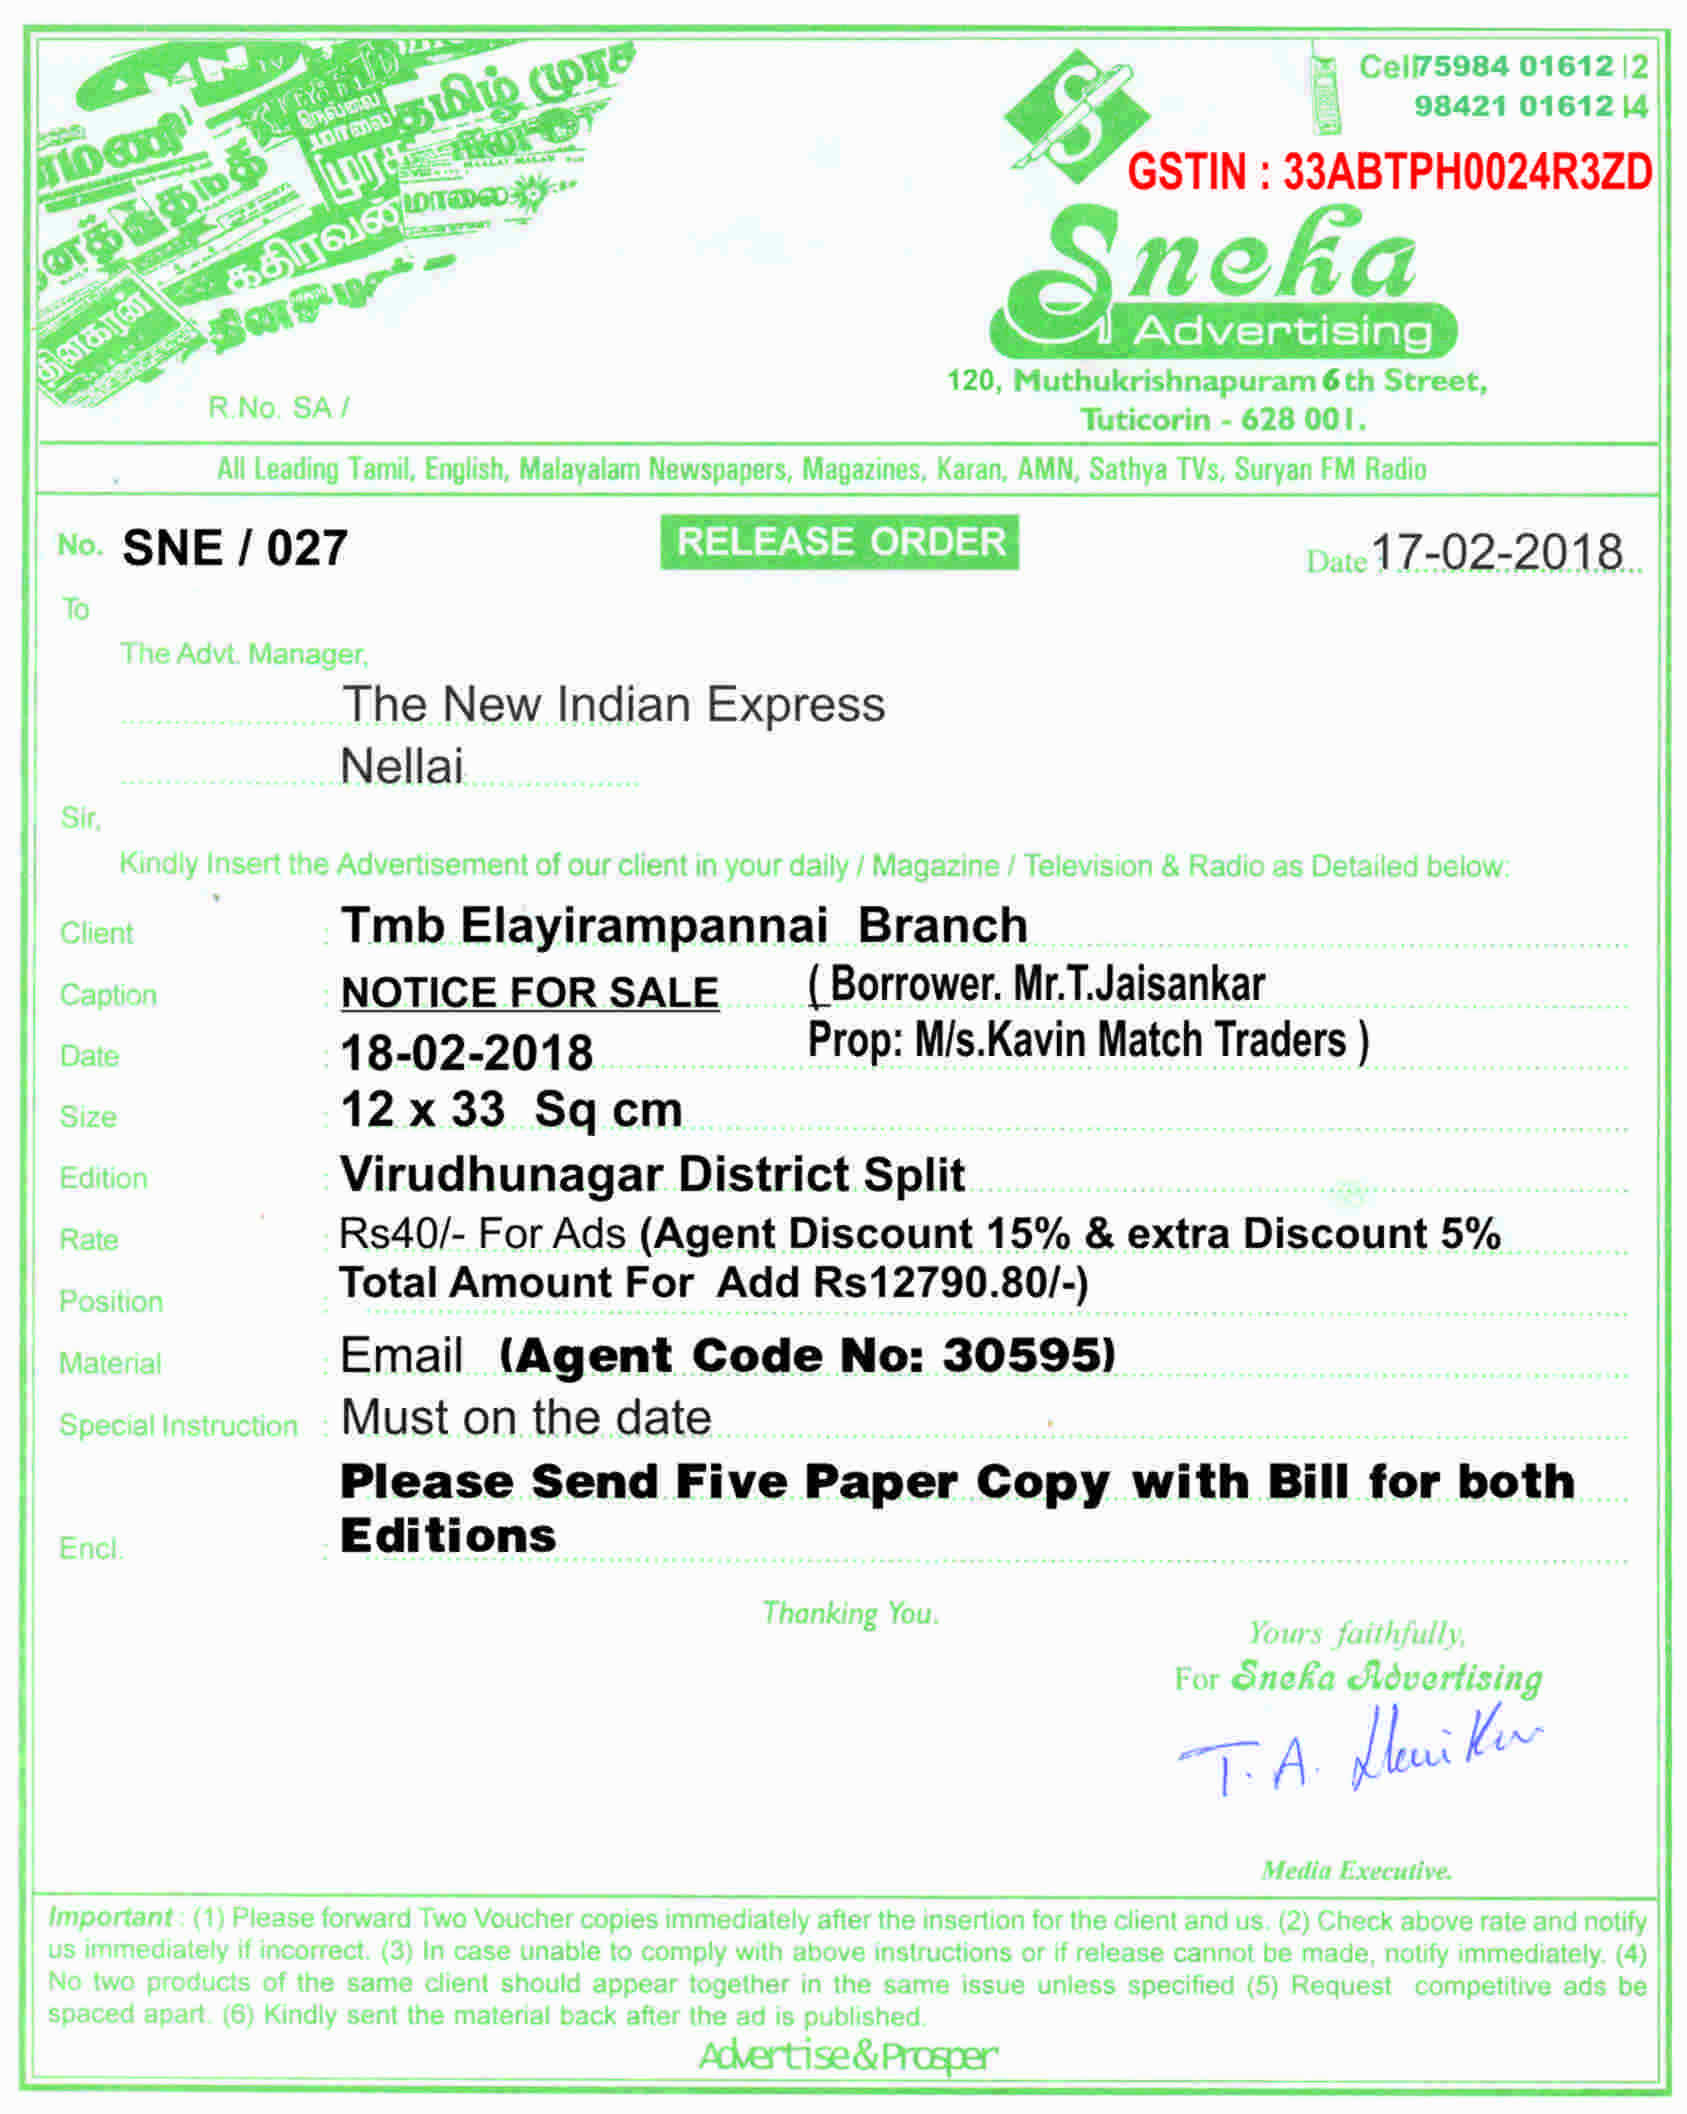 TV
தமிழ் முரசு
நெல்லை
மாலை
MAALAI MALAR
மாலை
கதிரவன்
தினகரன்
Cell 75984 01612 | 2
98421 01612 | 4
GSTIN : 33ABTPH0024R3ZD
Sneka
Advertising
120, Muthukrishnapuram 6th Street,
Tuticorin - 628 001.
R.No. SA /
All Leading Tamil, English, Malayalam Newspapers, Magazines, Karan, AMN, Sathya TVs, Suryan FM Radio
No. SNE / 027 RELEASE ORDER Date : 17-02-2018
To
The Advt. Manager,
The New Indian Express
Nellai
Sir,
Kindly Insert the Advertisement of our client in your daily / Magazine / Television & Radio as Detailed below:
Client : Tmb Elayirampannai Branch
Caption : NOTICE FOR SALE ( Borrower. Mr.T.Jaisankar
Prop: M/s.Kavin Match Traders )
Date : 18-02-2018
Size : 12 x 33 Sq cm
Edition : Virudhunagar District Split
Rate : Rs40/- For Ads (Agent Discount 15% & extra Discount 5%
Total Amount For Add Rs12790.80/-)
Position :
Material : Email (Agent Code No: 30595)
Special Instruction : Must on the date
Please Send Five Paper Copy with Bill for both
Editions
Encl. :
Thanking You.
Yours faithfully,
For Sneka Advertising
T. A.
Media Executive.
Important : (1) Please forward Two Voucher copies immediately after the insertion for the client and us. (2) Check above rate and notify
us immediately if incorrect. (3) In case unable to comply with above instructions or if release cannot be made, notify immediately. (4)
No two products of the same client should appear together in the same issue unless specified (5) Request competitive ads be
spaced apart. (6) Kindly sent the material back after the ad is published.
Advertise & Prosper